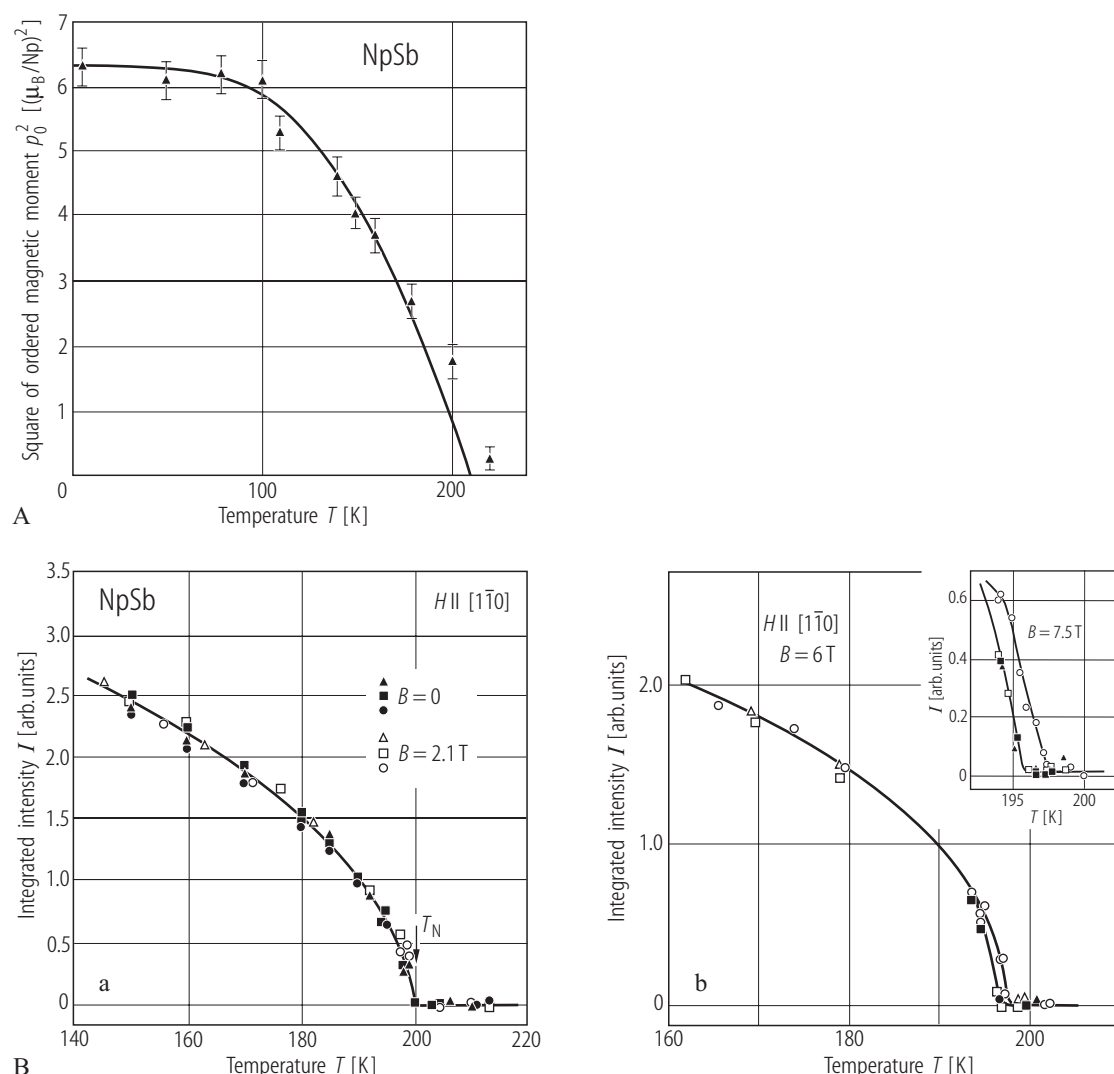 7
6
5
4
3
2
1
0
Square of ordered magnetic moment p₀² [(μB/Np)²]
NpSb
100
200
Temperature T [K]
A
3.5
3.0
2.5
2.0
1.5
1.0
0.5
0
Integrated intensity I [arb.units]
NpSb
H II [11̅0]
B = 0
B = 2.1 T
TN
a
140
160
180
200
220
Temperature T [K]
B
2.0
1.0
0
Integrated intensity I [arb.units]
H II [11̅0]
B = 6 T
b
160
180
200
Temperature T [K]
0.6
0.4
0.2
0
I [arb.units]
B = 7.5 T
195
200
T [K]